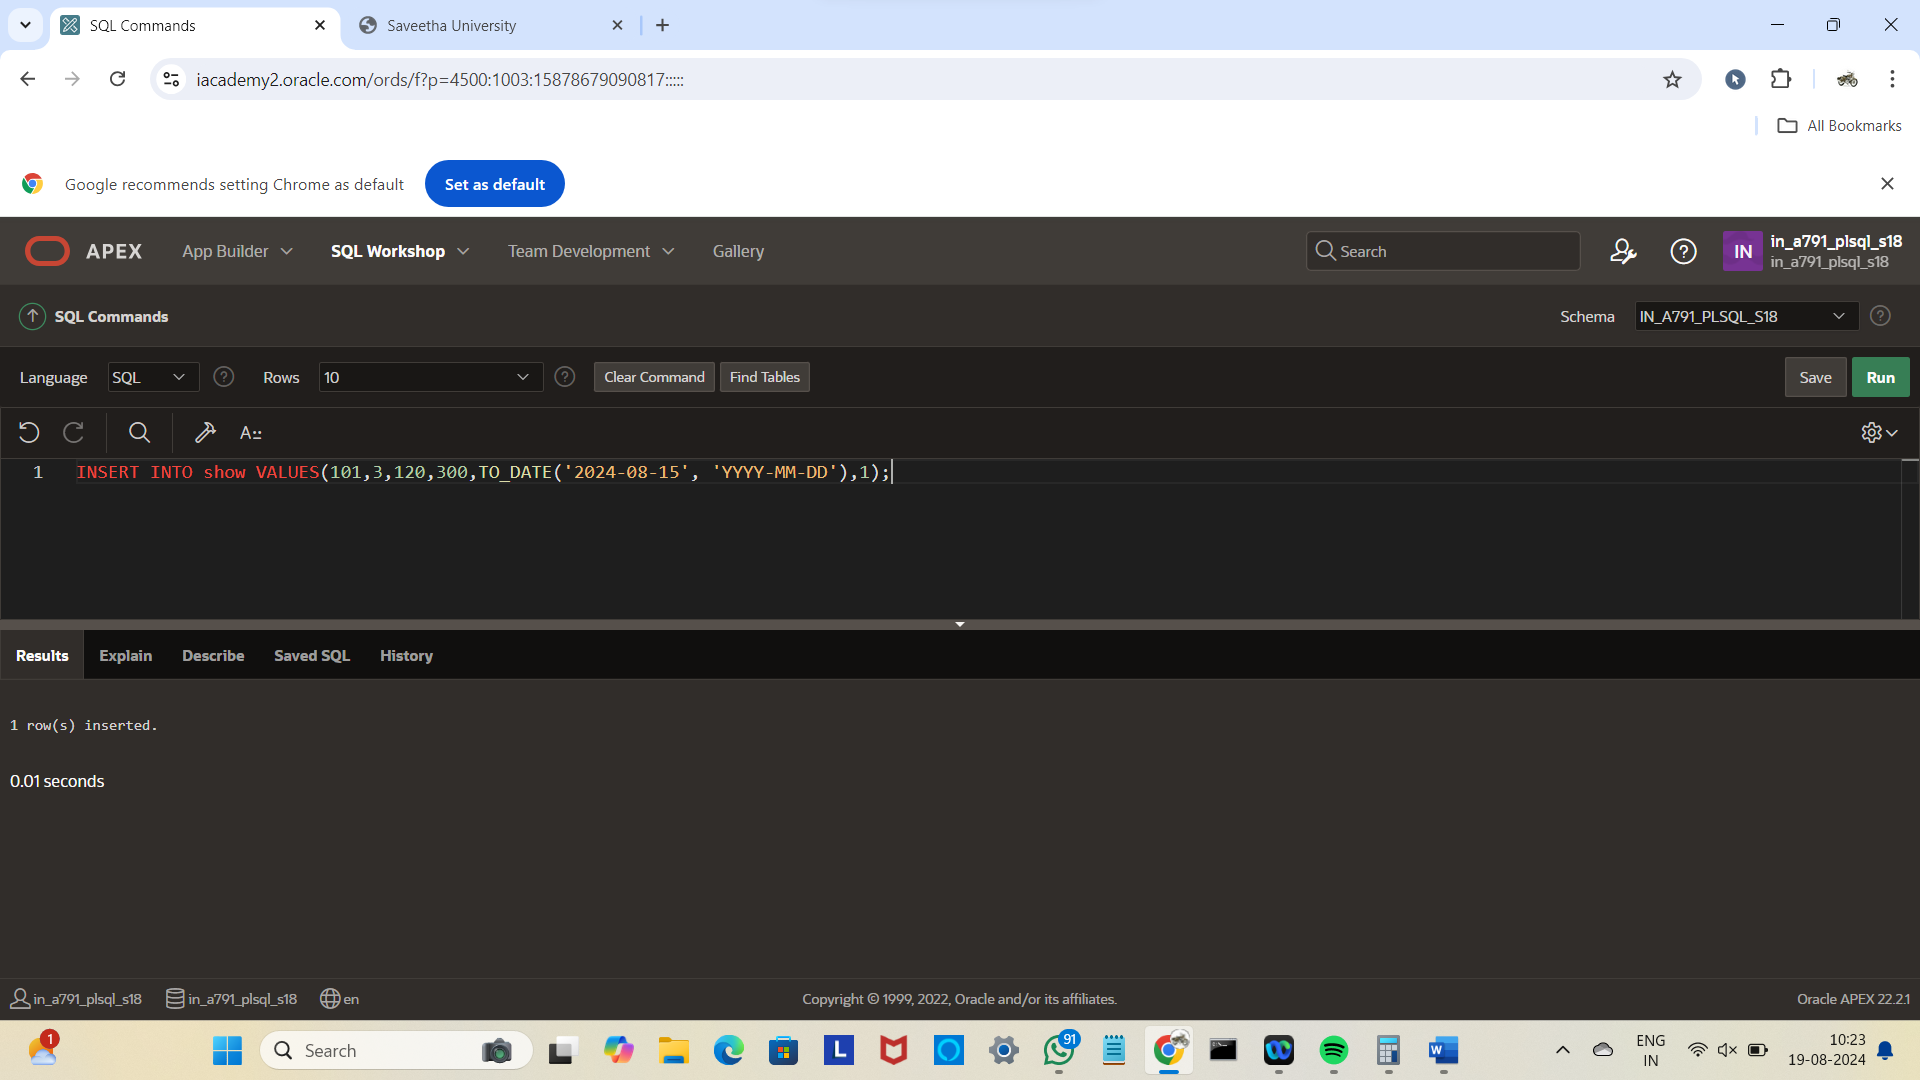 SQL Commands
Saveetha University
iacademy2.oracle.com/ords/f?p=4500:1003:15878679090817:::::
All Bookmarks
Google recommends setting Chrome as default
Set as default
APEX
App Builder
SQL Workshop
Team Development
Gallery
Search
IN
in_a791_plsql_s18
in_a791_plsql_s18
SQL Commands
Schema
IN_A791_PLSQL_S18
Language
SQL
Rows
10
Clear Command
Find Tables
Save
Run
A::
1 INSERT INTO show VALUES(101,3,120,300,TO_DATE('2024-08-15', 'YYYY-MM-DD'),1);
Results
Explain
Describe
Saved SQL
History
1 row(s) inserted.
0.01 seconds
in_a791_plsql_s18
in_a791_plsql_s18
en
Copyright © 1999, 2022, Oracle and/or its affiliates.
Oracle APEX 22.2.1
1
Search
L
91
W
ENG
IN
10:23
19-08-2024